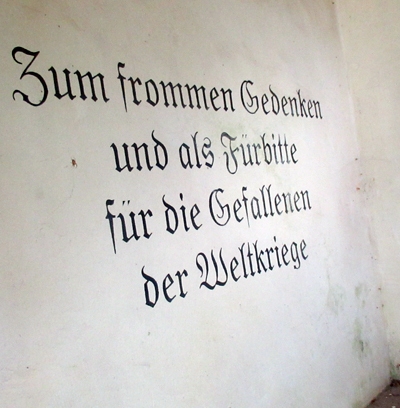 Zum frommen Gedenken
und als Fürbitte
für die Gefallenen
der Weltkriege